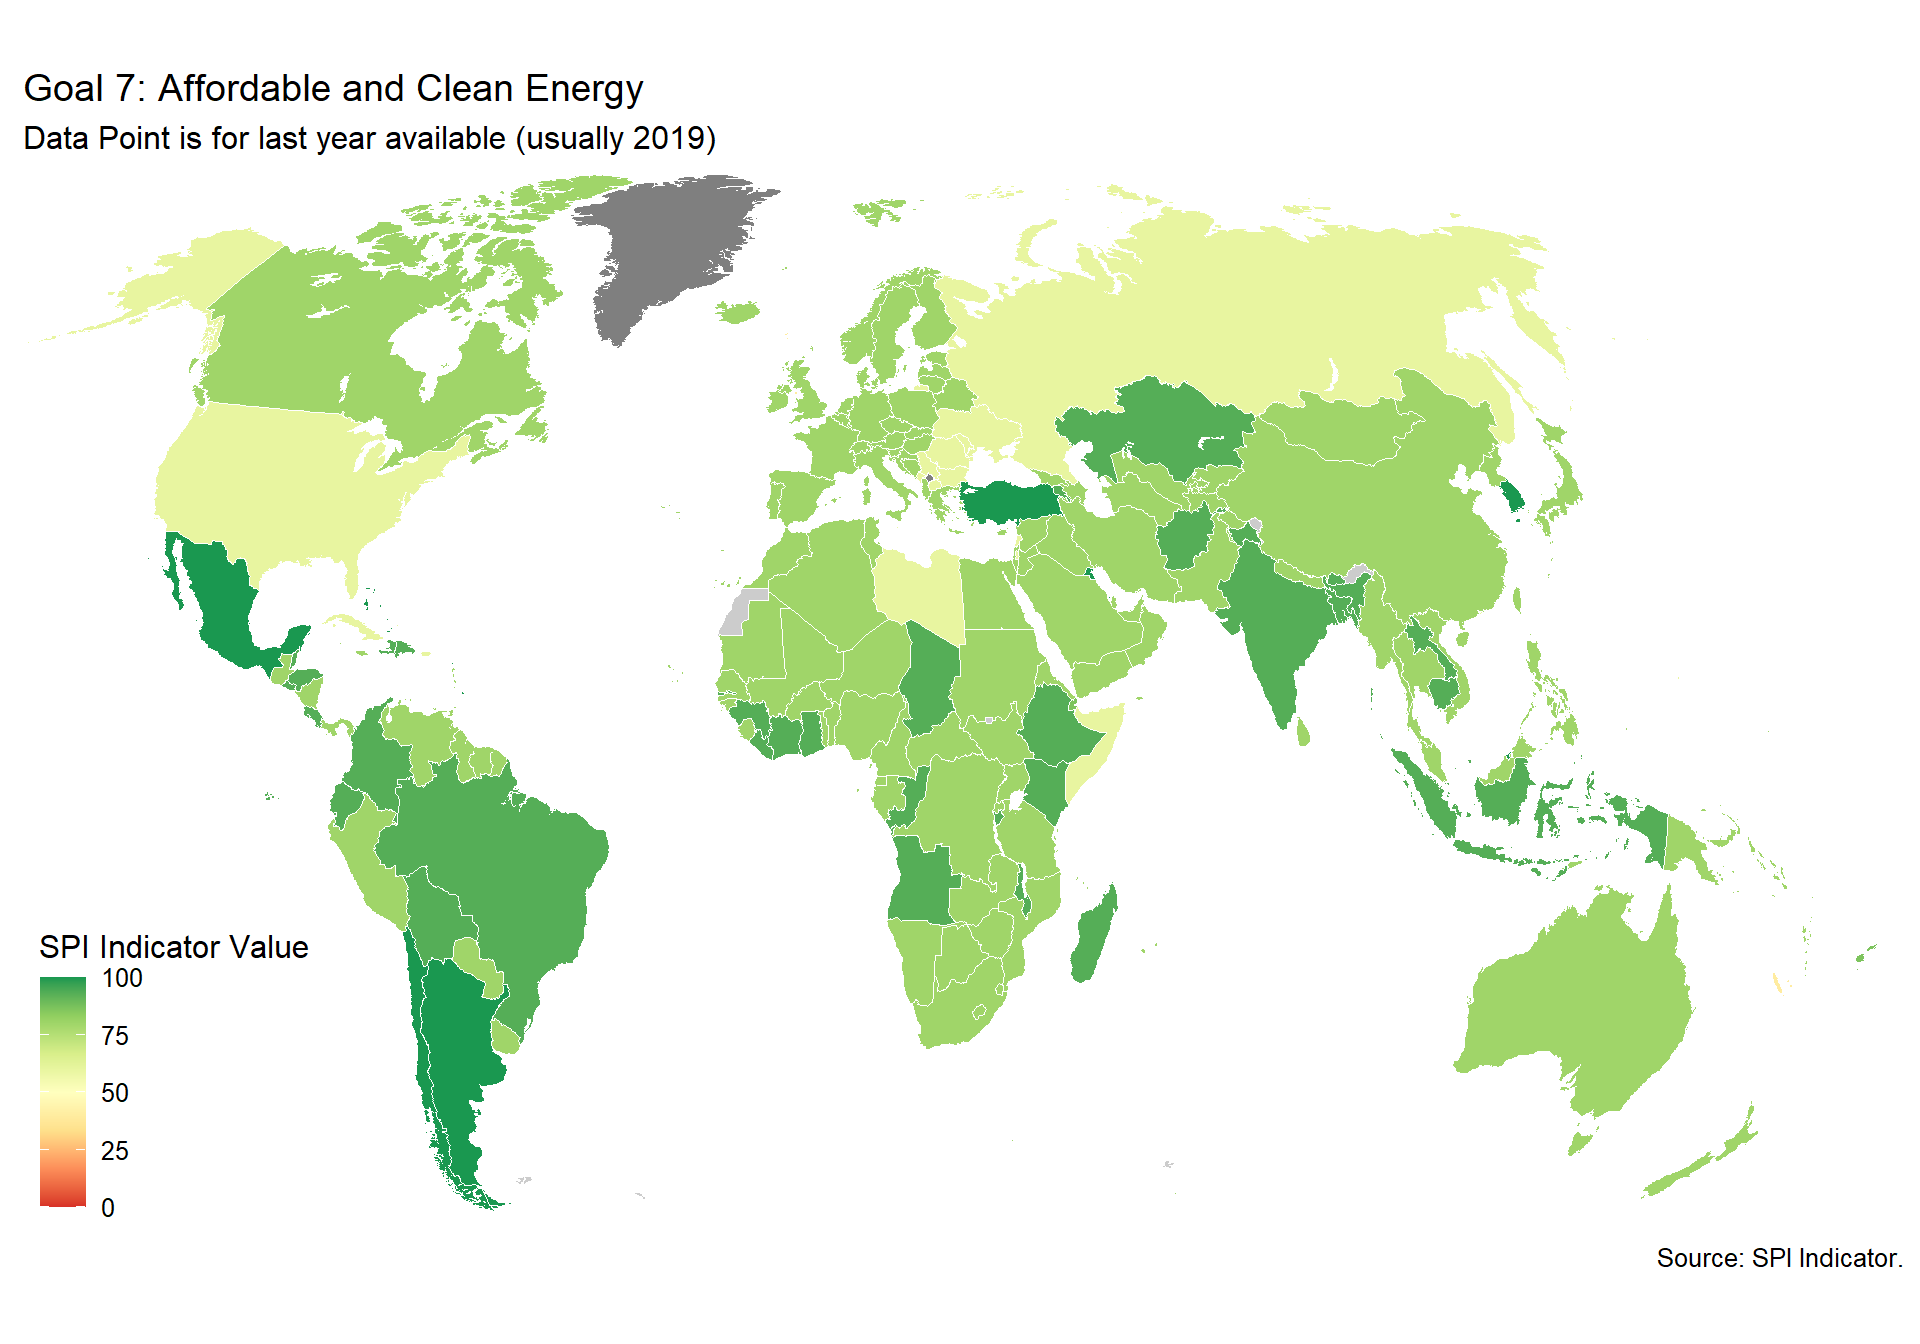 Goal 7: Affordable and Clean Energy
Data Point is for last year available (usually 2019)
SPI Indicator Value
100
75
50
25
0
Source: SPI Indicator.